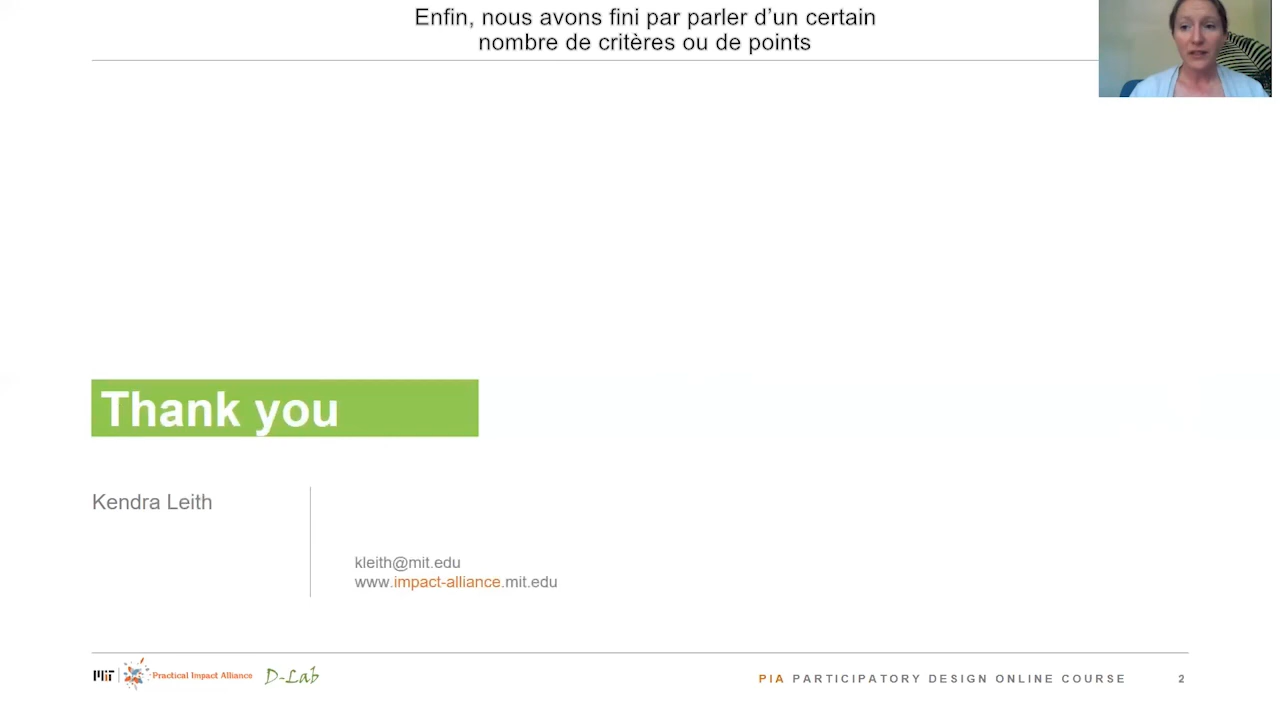 Enfin, nous avons fini par parler d’un certain
nombre de critères ou de points
Thank you
Kendra Leith
kleith@mit.edu
www.impact-alliance.mit.edu
MIT Practical Impact Alliance D-Lab
PIA PARTICIPATORY DESIGN ONLINE COURSE 2